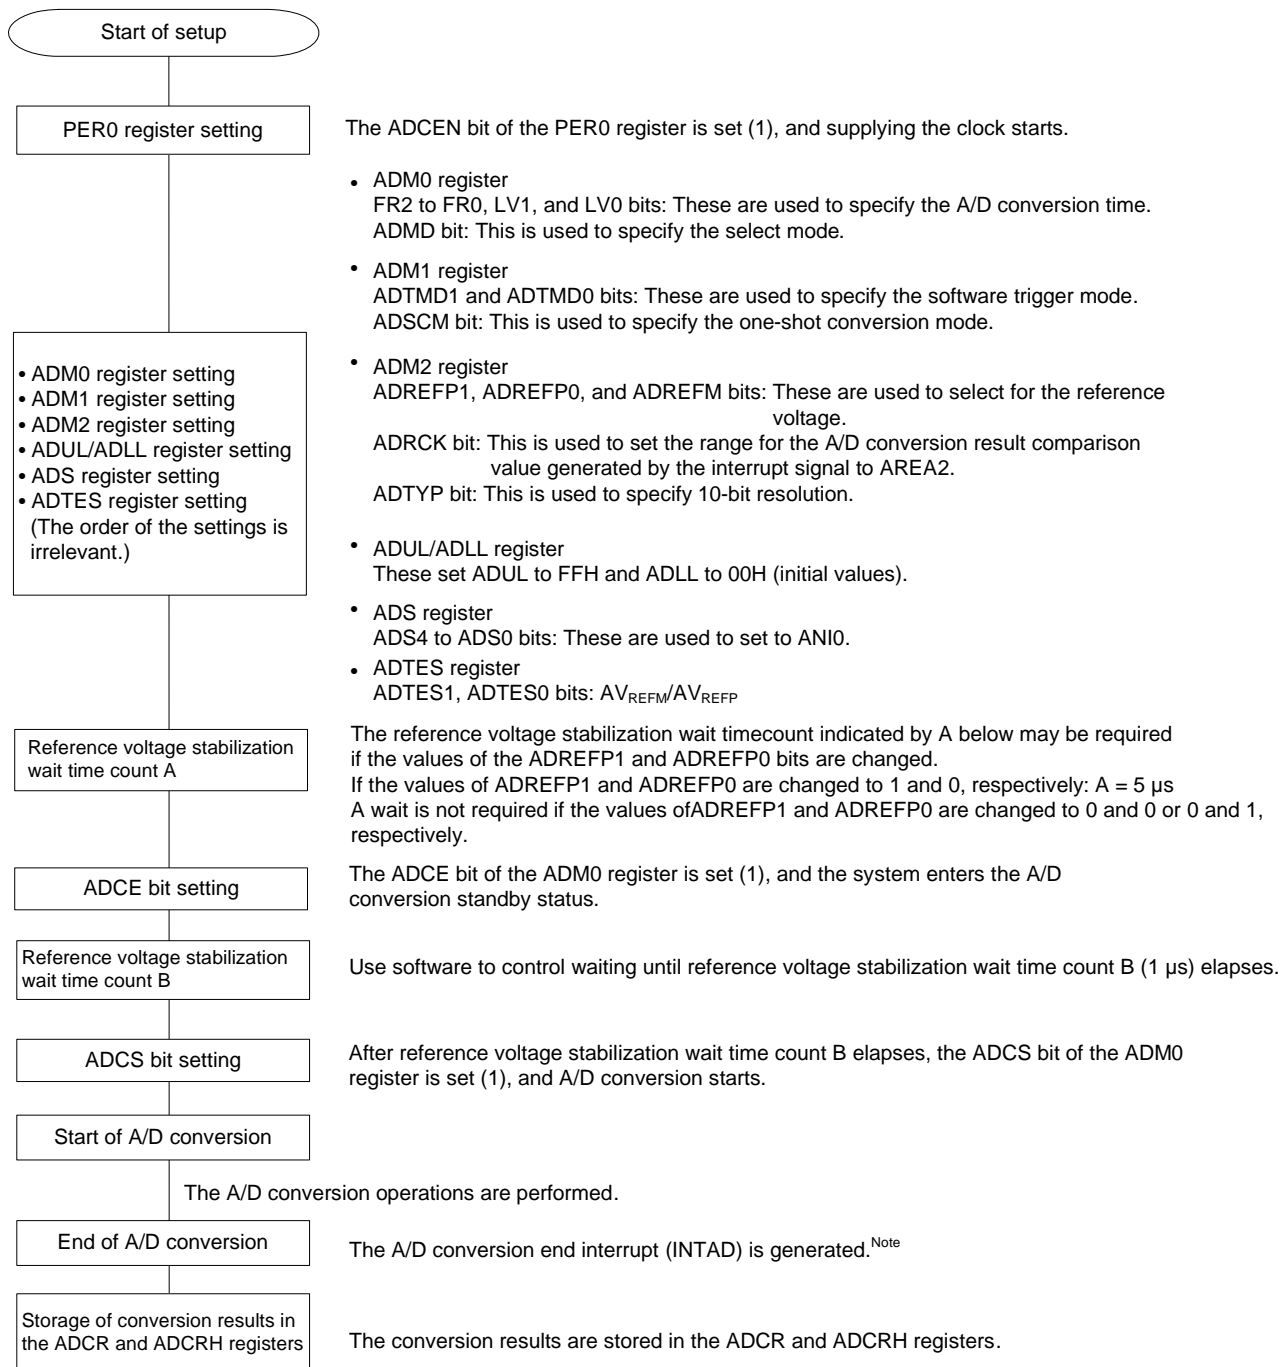 Start of setup
PER0 register setting
The ADCEN bit of the PER0 register is set (1), and supplying the clock starts.
• ADM0 register
FR2 to FR0, LV1, and LV0 bits: These are used to specify the A/D conversion time.
ADMD bit: This is used to specify the select mode.
• ADM1 register
ADTMD1 and ADTMD0 bits: These are used to specify the software trigger mode.
ADSCM bit: This is used to specify the one-shot conversion mode.
• ADM2 register
ADREFP1, ADREFP0, and ADREFM bits: These are used to select for the reference
voltage.
ADRCK bit: This is used to set the range for the A/D conversion result comparison
value generated by the interrupt signal to AREA2.
ADTYP bit: This is used to specify 10-bit resolution.
• ADUL/ADLL register
These set ADUL to FFH and ADLL to 00H (initial values).
• ADS register
ADS4 to ADS0 bits: These are used to set to ANI0.
• ADTES register
ADTES1, ADTES0 bits: AVREFM/AVREFP
• ADM0 register setting
• ADM1 register setting
• ADM2 register setting
• ADUL/ADLL register setting
• ADS register setting
• ADTES register setting
(The order of the settings is
irrelevant.)
Reference voltage stabilization
wait time count A
The reference voltage stabilization wait timecount indicated by A below may be required
if the values of the ADREFP1 and ADREFP0 bits are changed.
If the values of ADREFP1 and ADREFP0 are changed to 1 and 0, respectively: A = 5 µs
A wait is not required if the values ofADREFP1 and ADREFP0 are changed to 0 and 0 or 0 and 1,
respectively.
ADCE bit setting
The ADCE bit of the ADM0 register is set (1), and the system enters the A/D
conversion standby status.
Reference voltage stabilization
wait time count B
Use software to control waiting until reference voltage stabilization wait time count B (1 µs) elapses.
ADCS bit setting
After reference voltage stabilization wait time count B elapses, the ADCS bit of the ADM0
register is set (1), and A/D conversion starts.
Start of A/D conversion
The A/D conversion operations are performed.
End of A/D conversion
The A/D conversion end interrupt (INTAD) is generated.Note
Storage of conversion results in
the ADCR and ADCRH registers
The conversion results are stored in the ADCR and ADCRH registers.